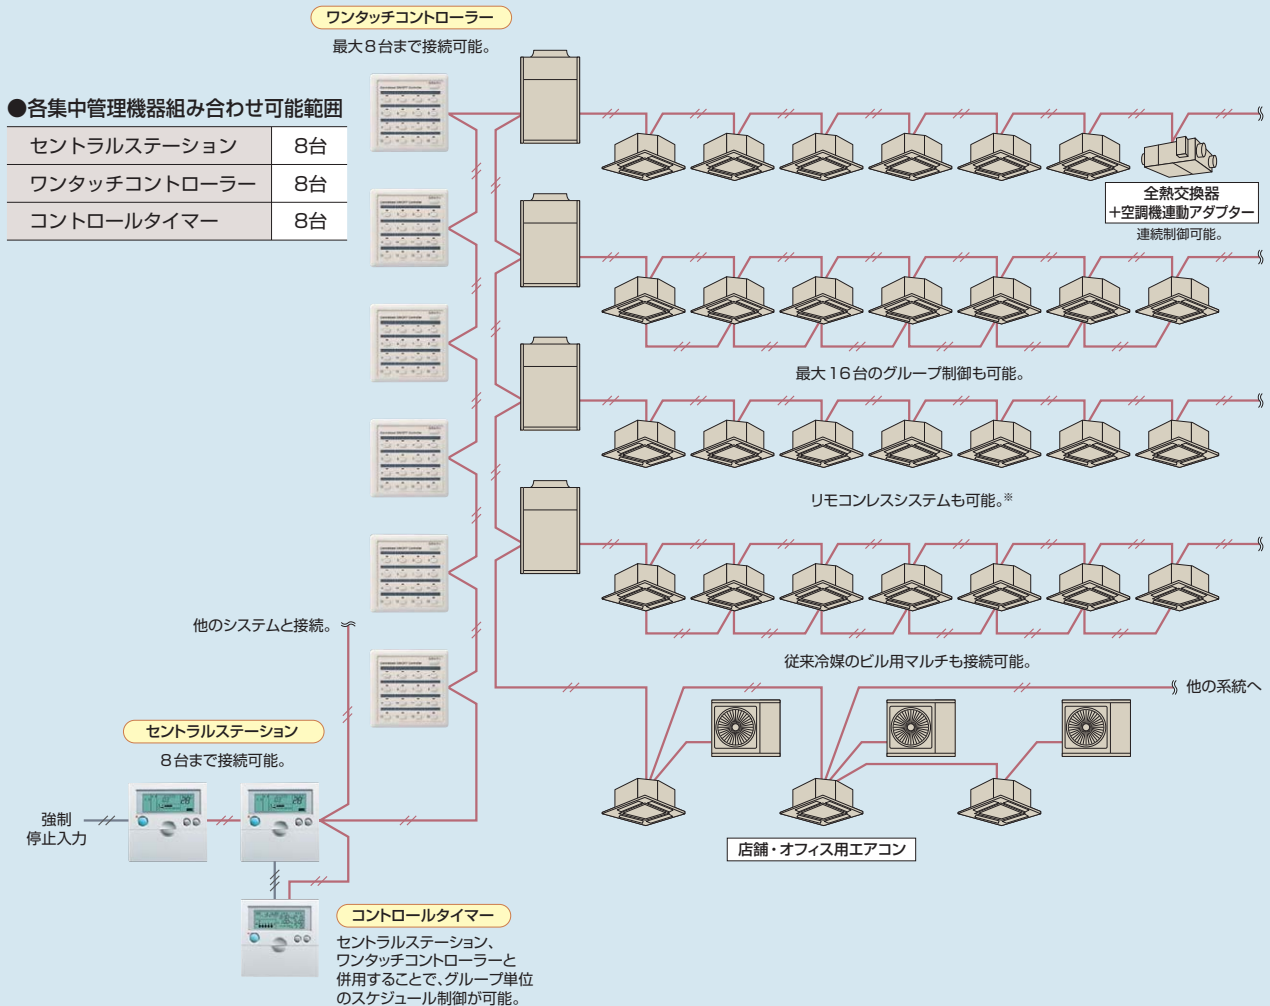 ワンタッチコントローラー
最大8台まで接続可能。
●各集中管理機器組み合わせ可能範囲
セントラルステーション 8台
ワンタッチコントローラー 8台
コントロールタイマー 8台
全熱交換器
+空調機連動アダプター
連続制御可能。
最大16台のグループ制御も可能。
リモコンレスシステムも可能。※
従来冷媒のビル用マルチも接続可能。
他のシステムと接続。
他の系統へ
セントラルステーション
8台まで接続可能。
強制
停止入力
店舗・オフィス用エアコン
コントロールタイマー
セントラルステーション、
ワンタッチコントローラーと
併用することで、グループ単位
のスケジュール制御が可能。